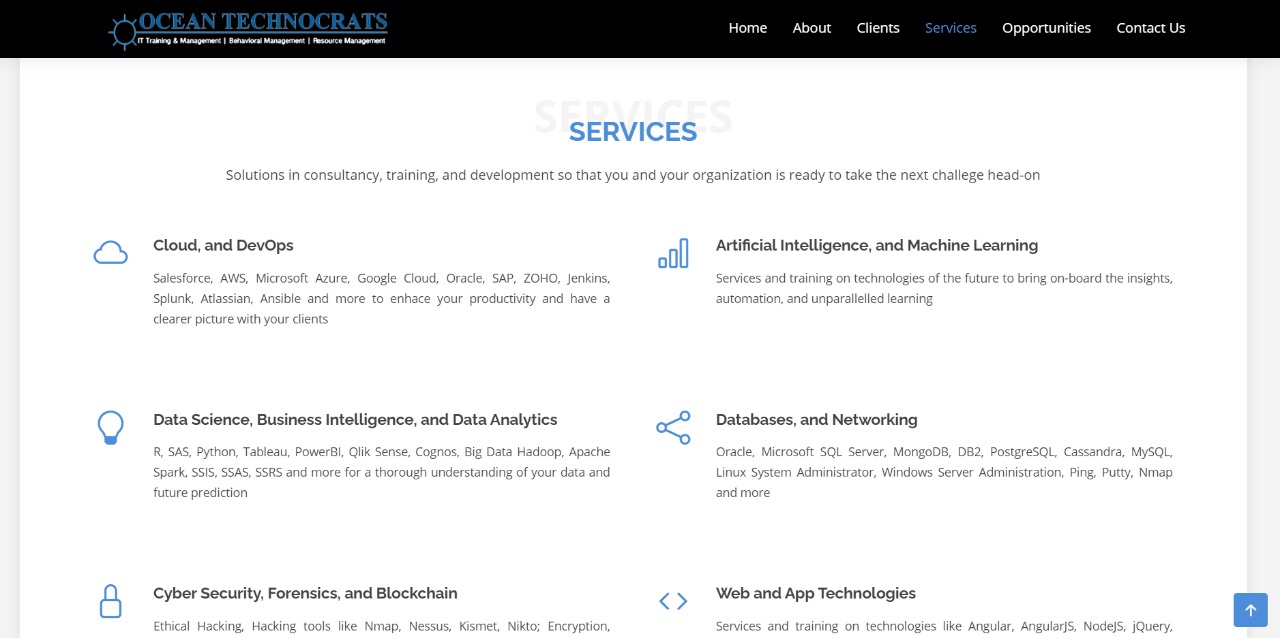 OCEAN TECHNOCRATS
IT Training & Management | Behavioral Management | Resource Management
Home About Clients Services Opportunities Contact Us
SERVICES
SERVICES
Solutions in consultancy, training, and development so that you and your organization is ready to take the next challege head-on
Cloud, and DevOps
Salesforce, AWS, Microsoft Azure, Google Cloud, Oracle, SAP, ZOHO, Jenkins,
Splunk, Atlassian, Ansible and more to enhace your productivity and have a
clearer picture with your clients
Artificial Intelligence, and Machine Learning
Services and training on technologies of the future to bring on-board the insights,
automation, and unparallelled learning
Data Science, Business Intelligence, and Data Analytics
R, SAS, Python, Tableau, PowerBI, Qlik Sense, Cognos, Big Data Hadoop, Apache
Spark, SSIS, SSAS, SSRS and more for a thorough understanding of your data and
future prediction
Databases, and Networking
Oracle, Microsoft SQL Server, MongoDB, DB2, PostgreSQL, Cassandra, MySQL,
Linux System Administrator, Windows Server Administration, Ping, Putty, Nmap
and more
Cyber Security, Forensics, and Blockchain
Ethical Hacking, Hacking tools like Nmap, Nessus, Kismet, Nikto; Encryption,
Web and App Technologies
Services and training on technologies like Angular, AngularJS, NodeJS, jQuery,